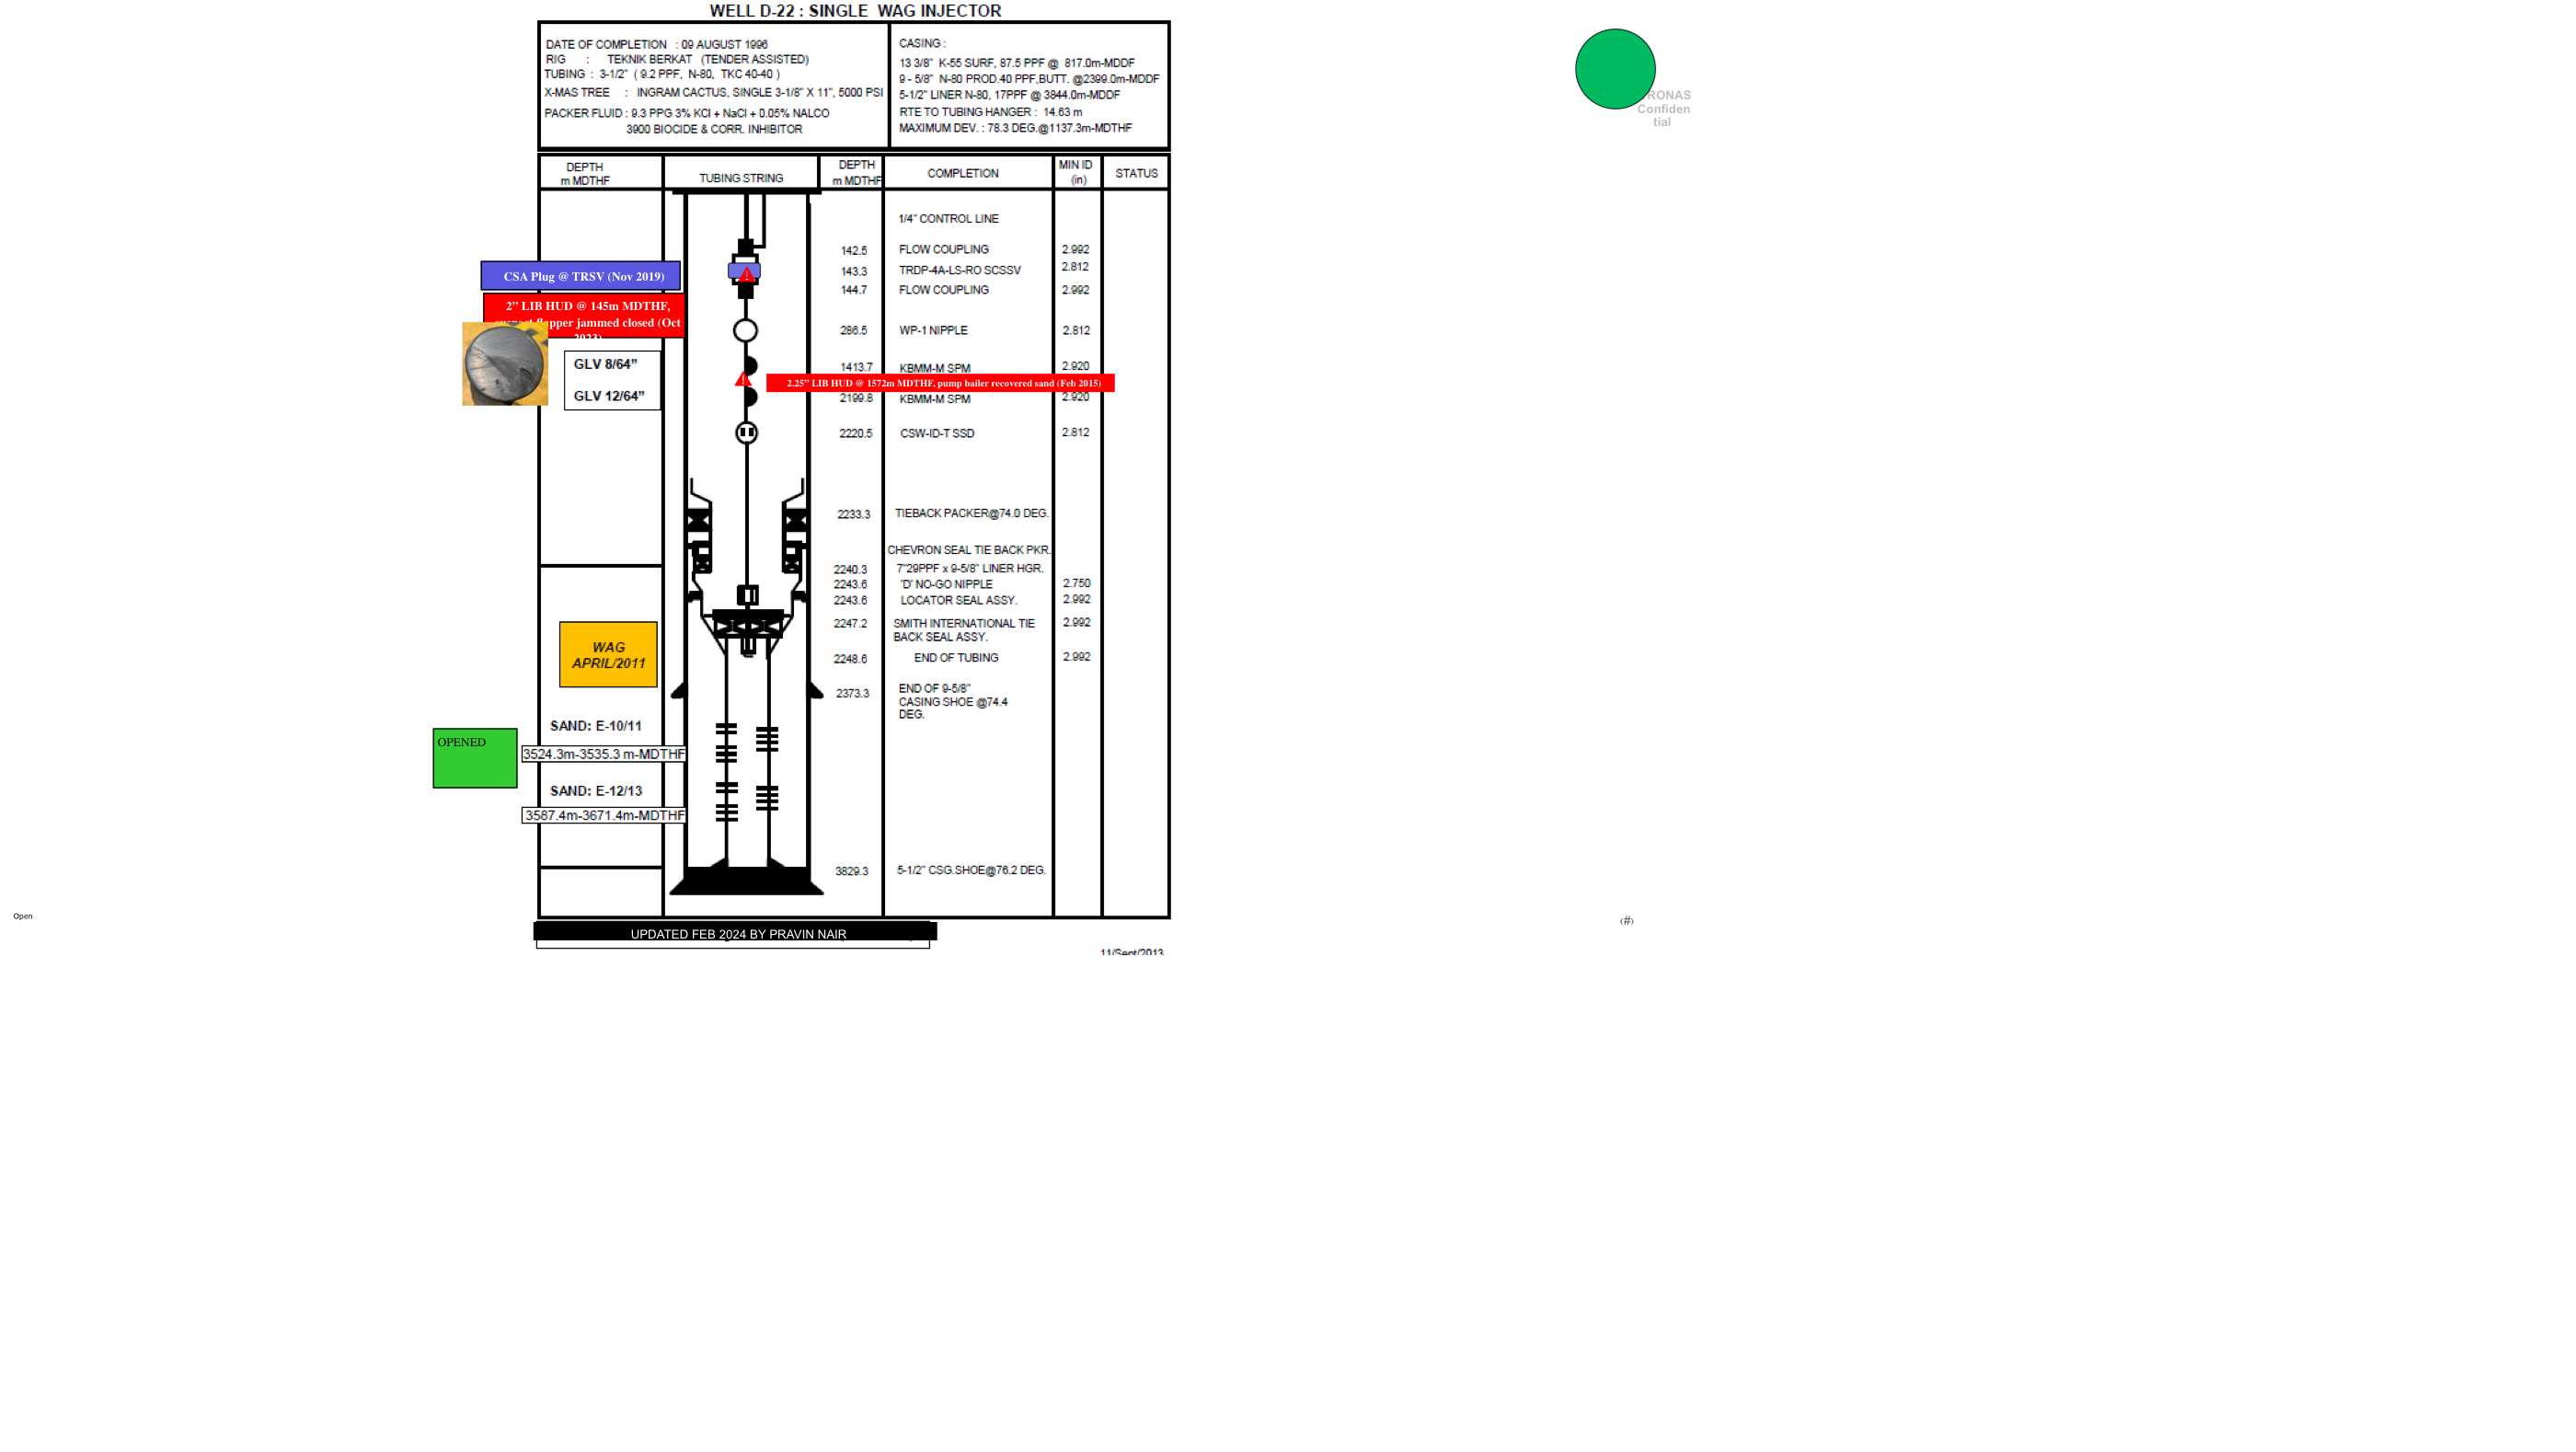 WELL D-22 : SINGLE WAG INJECTOR
DATE OF COMPLETION : 09 AUGUST 1996
RIG : TEKNIK BERKAT (TENDER ASSISTED)
TUBING : 3-1/2" ( 9.2 PPF, N-80, TKC 40-40 )
X-MAS TREE : INGRAM CACTUS, SINGLE 3-1/8" X 11", 5000 PSI
PACKER FLUID : 9.3 PPG 3% KCl + NaCl + 0.05% NALCO
3900 BIOCIDE & CORR. INHIBITOR
CASING :
13 3/8" K-55 SURF, 87.5 PPF @ 817.0m-MDDF
9 - 5/8" N-80 PROD.40 PPF,BUTT. @2399.0m-MDDF
5-1/2" LINER N-80, 17PPF @ 3844.0m-MDDF
RTE TO TUBING HANGER : 14.63 m
MAXIMUM DEV. : 78.3 DEG.@1137.3m-MDTHF
RONAS
Confiden
tial
DEPTH
m MDTHF
TUBING STRING
DEPTH
m MDTHF
COMPLETION
MIN ID
(in)
STATUS
1/4" CONTROL LINE
142.5 FLOW COUPLING 2.992
143.3 TRDP-4A-LS-RO SCSSV 2.812
144.7 FLOW COUPLING 2.992
286.5 WP-1 NIPPLE 2.812
1413.7 KBMM-M SPM 2.920
2.25” LIB HUD @ 1572m MDTHF, pump bailer recovered sand (Feb 2015)
2199.8 KBMM-M SPM 2.920
2220.5 CSW-ID-T SSD 2.812
2233.3 TIEBACK PACKER@74.0 DEG.
CHEVRON SEAL TIE BACK PKR.
2240.3 7"29PPF x 9-5/8" LINER HGR.
2243.6 'D' NO-GO NIPPLE 2.750
2243.6 LOCATOR SEAL ASSY. 2.992
2247.2 SMITH INTERNATIONAL TIE 2.992
BACK SEAL ASSY.
2248.6 END OF TUBING 2.992
2373.3 END OF 9-5/8"
CASING SHOE @74.4
DEG.
3829.3 5-1/2" CSG.SHOE@76.2 DEG.
CSA Plug @ TRSV (Nov 2019)
2” LIB HUD @ 145m MDTHF,
jammed closed (Oct
2023)
GLV 8/64”
GLV 12/64”
WAG
APRIL/2011
SAND: E-10/11
OPENED
3524.3m-3535.3 m-MDTHF
SAND: E-12/13
3587.4m-3671.4m-MDTHF
Open
‹#›
UPDATED FEB 2024 BY PRAVIN NAIR
11/Sept/2013